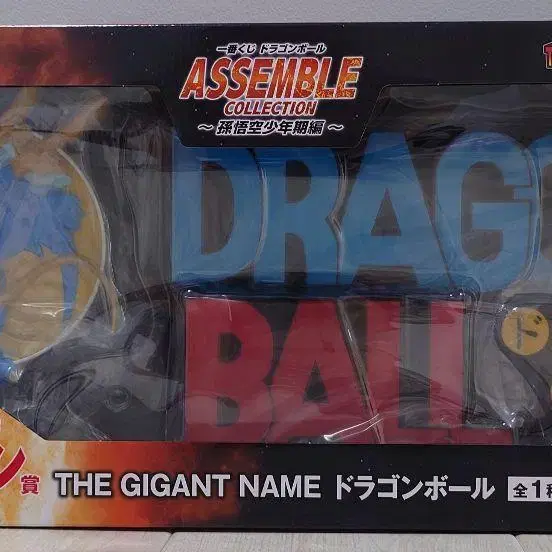 一番くじ ドラゴンボール
ASSEMBLE
COLLECTION
～孫悟空少年期編～
DRAG
BALL
ド
賞 THE GIGANT NAME ドラゴンボール 全1種